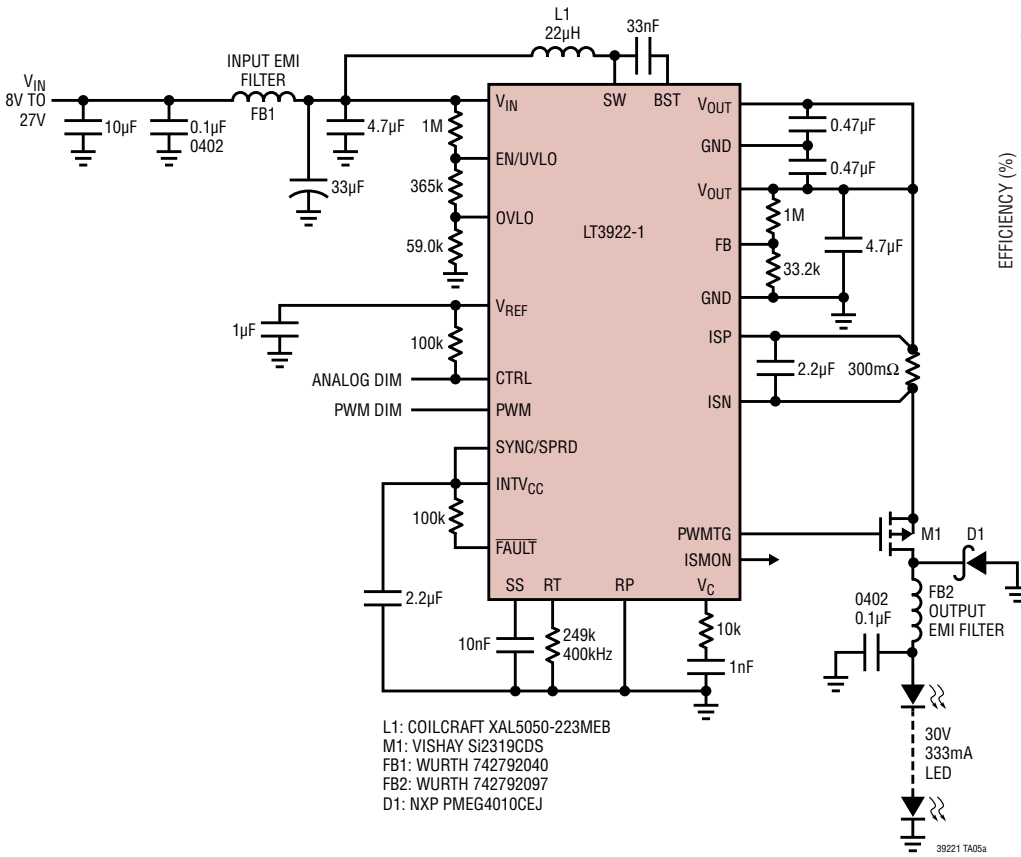 L1
22µH
33nF
INPUT EMI
FILTER
FB1
V_IN
8V TO
27V
10µF
0.1µF
0402
33µF
4.7µF
1M
365k
59.0k
V_IN
EN/UVLO
OVLO
SW
BST
V_OUT
GND
V_OUT
FB
GND
0.47µF
0.47µF
1M
33.2k
4.7µF
LT3922-1
EFFICIENCY (%)
1µF
100k
V_REF
ANALOG DIM
CTRL
PWM DIM
PWM
ISP
ISN
2.2µF
300mΩ
SYNC/SPRD
INTV_CC
100k
FAULT
2.2µF
PWMTG
ISMON
M1
D1
SS
RT
RP
V_C
10nF
249k
400kHz
10k
1nF
0402
0.1µF
FB2
OUTPUT
EMI FILTER
30V
333mA
LED
L1: COILCRAFT XAL5050-223MEB
M1: VISHAY Si2319CDS
FB1: WURTH 742792040
FB2: WURTH 742792097
D1: NXP PMEG4010CEJ
39221 TA05a